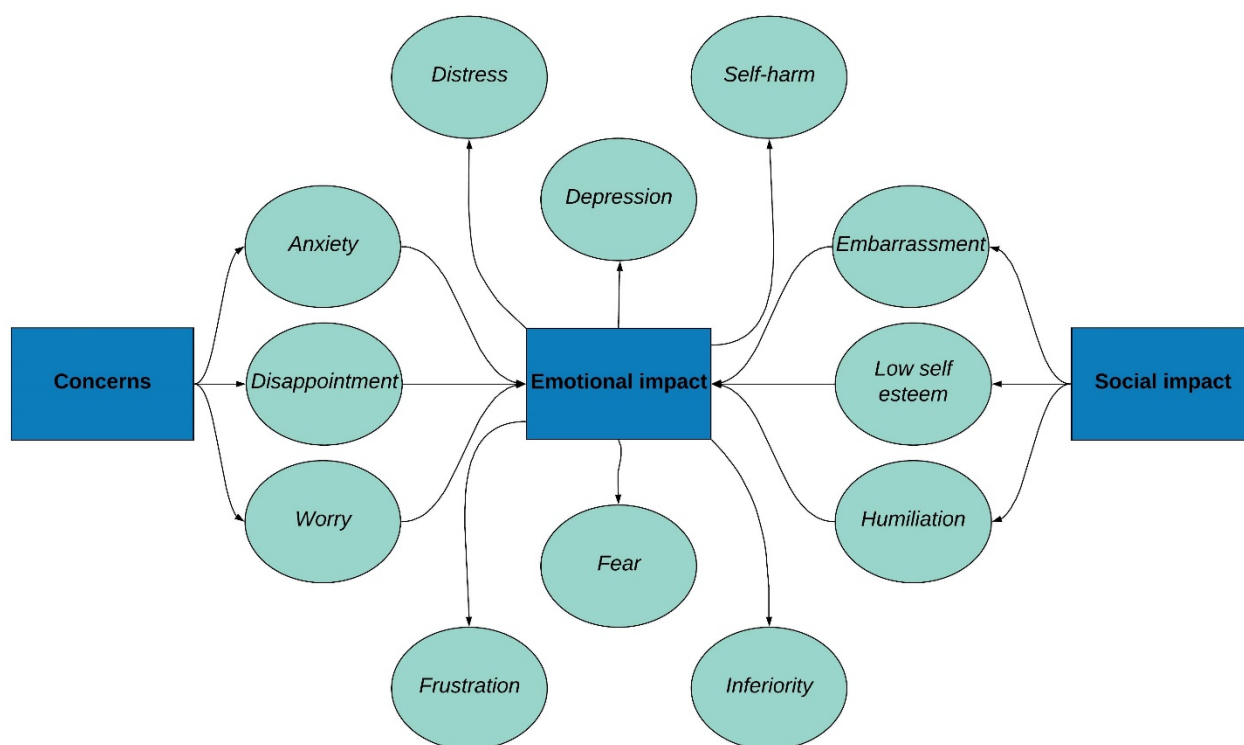 Distress
Self-harm
Depression
Anxiety
Embarrassment
Concerns
Disappointment
Emotional impact
Low self
esteem
Social impact
Worry
Humiliation
Fear
Frustration
Inferiority